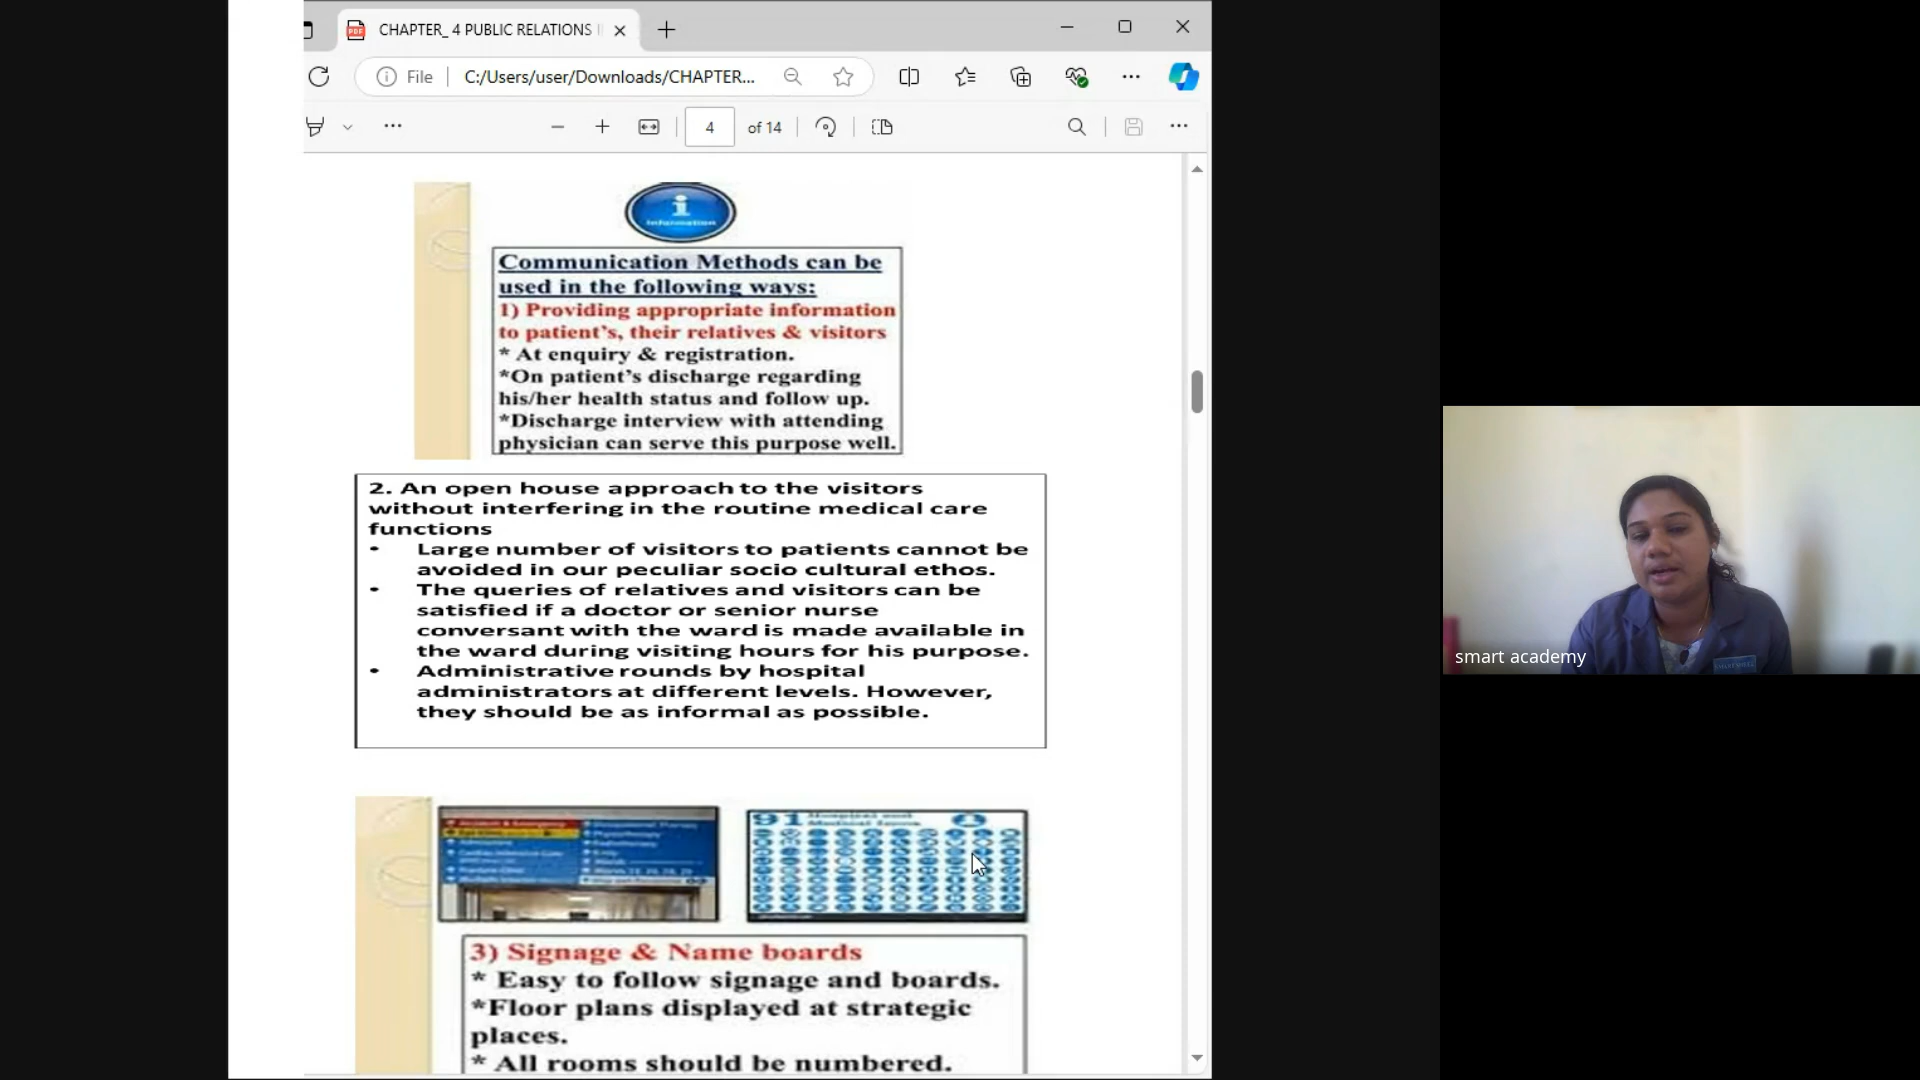 CHAPTER_ 4 PUBLIC RELATIONS
File
C:/Users/user/Downloads/CHAPTER...
4 of 14
i
Information
Communication Methods can be
used in the following ways:
1) Providing appropriate information
to patient's, their relatives & visitors
* At enquiry & registration.
*On patient's discharge regarding
his/her health status and follow up.
*Discharge interview with attending
physician can serve this purpose well.
2. An open house approach to the visitors
without interfering in the routine medical care
functions
• Large number of visitors to patients cannot be
avoided in our peculiar socio cultural ethos.
• The queries of relatives and visitors can be
satisfied if a doctor or senior nurse
conversant with the ward is made available in
the ward during visiting hours for his purpose.
• Administrative rounds by hospital
administrators at different levels. However,
they should be as informal as possible.
91 Hospital and
Medical Icons
3) Signage & Name boards
* Easy to follow signage and boards.
*Floor plans displayed at strategic
places.
* All rooms should be numbered.
smart academy